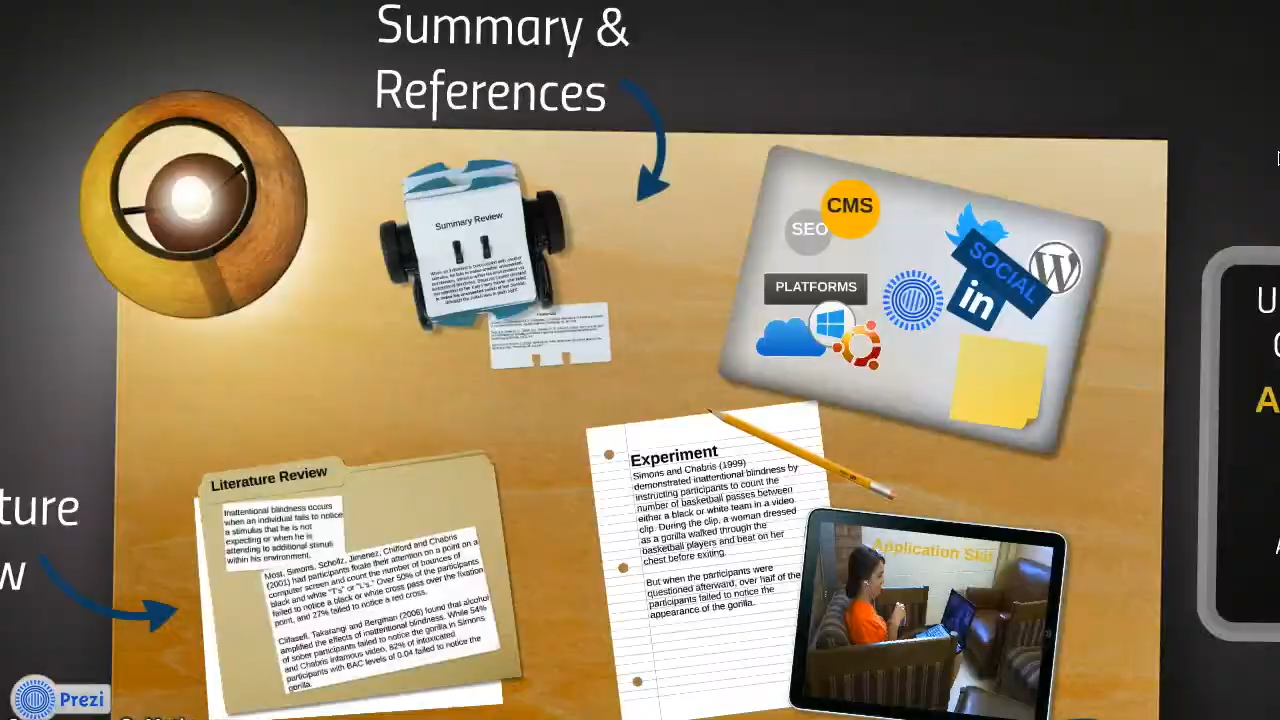 Summary &
References
Summary Review
CMS
SEO
PLATFORMS
SOCIAL
in
W
U
A
A
Literature Review
Inattentional blindness occurs
when an individual fails to notice
a stimulus that he is not
expecting or when he is
attending to additional stimuli
within his environment.
Most, Simons, Scholtz, Jimenez, Chifford and Chabris
(2001) had participants fixate their attention on a point on a
computer screen and count the number of bounces of
black and white "T's" or "L's." Over 50% of the participants
failed to notice a black or white cross pass over the fixation
point, and 27% failed to notice a red cross.
Clifasefi, Takarangi and Bergman (2006) found that alcohol
amplified the effects of inattentional blindness. While 54%
of sober participants failed to notice the gorilla in Simons
and Chabris infamous video, 82% of intoxicated
participants with BAC levels of 0.04 failed to notice the
gorilla.
Experiment
Simons and Chabris (1999)
demonstrated inattentional blindness by
instructing participants to count the
number of basketball passes between
either a black or white team in a video
clip. During the clip, a woman dressed
as a gorilla walked through the
basketball players and beat on her
chest before exiting.
But when the participants were
questioned afterward, over half of the
participants failed to notice the
appearance of the gorilla.
Application Skit
ture
w
Prezi